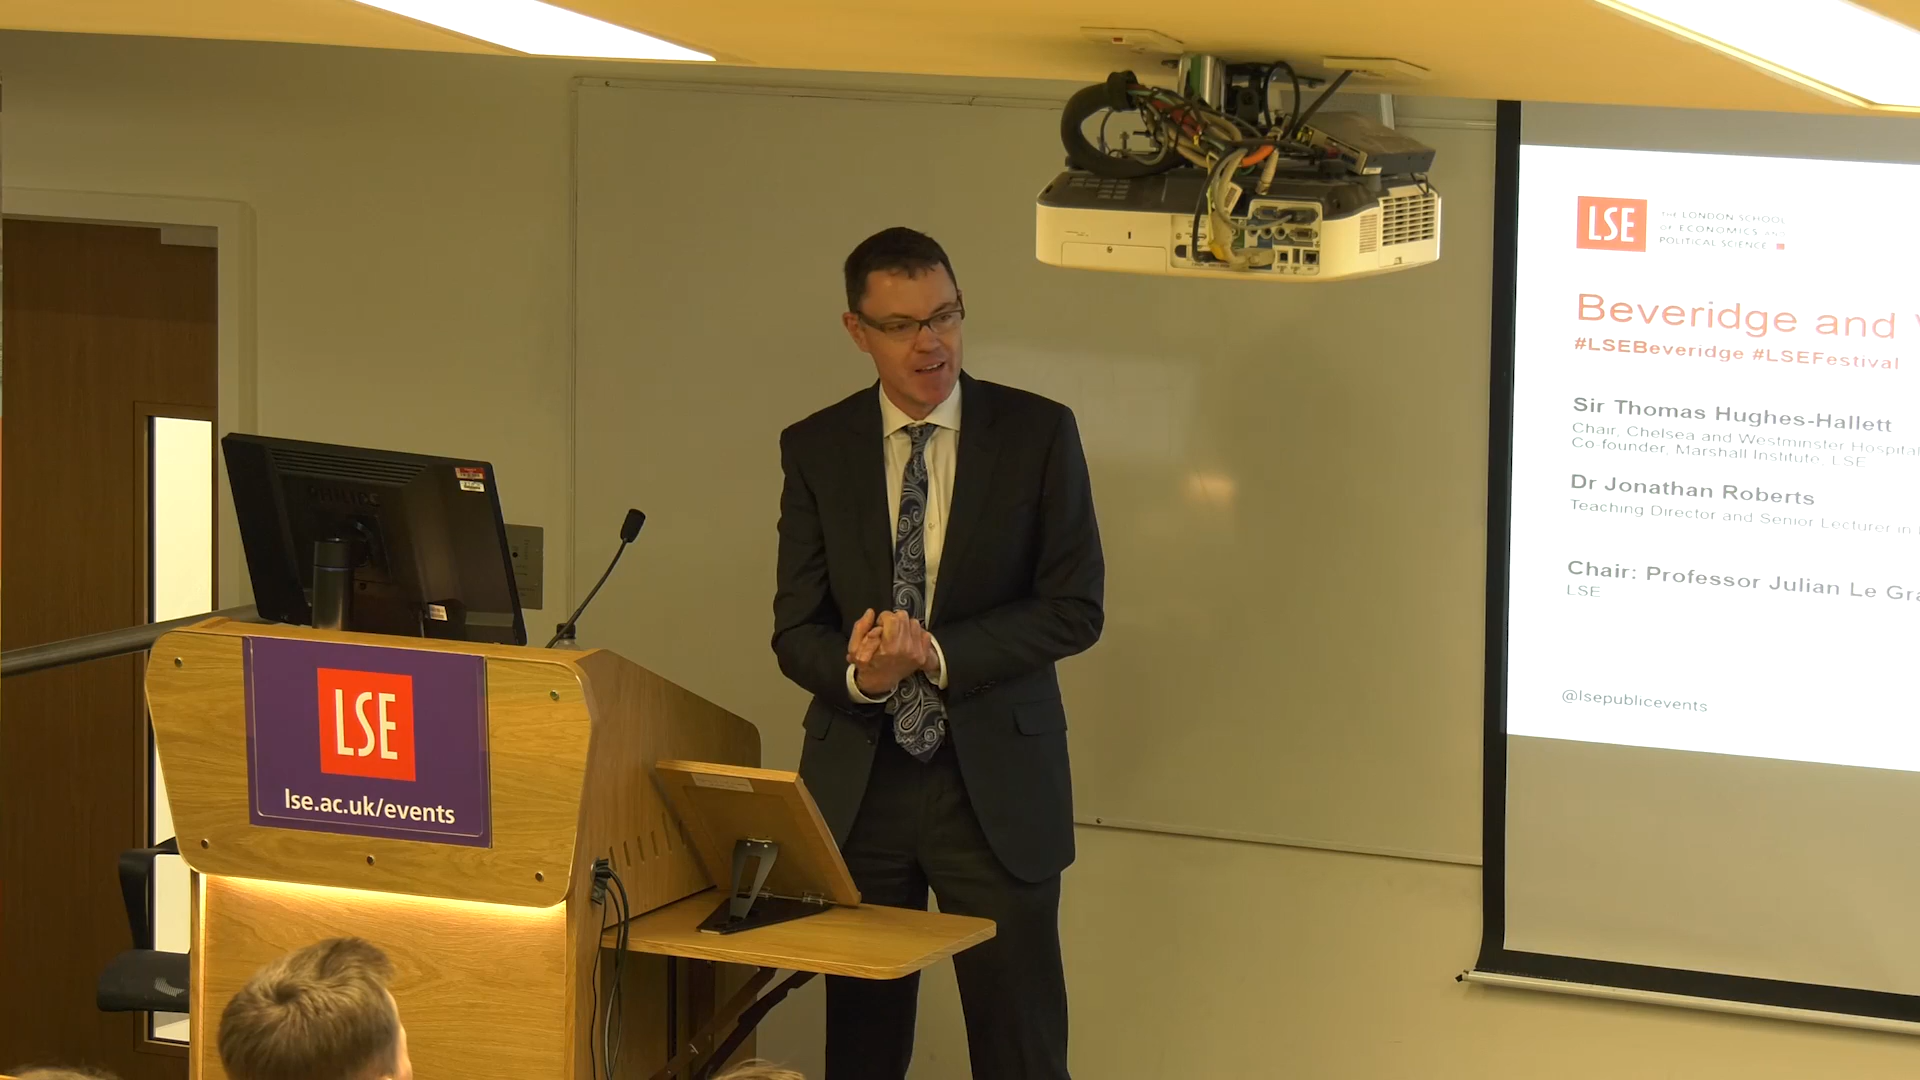 LSE
THE LONDON SCHOOL
OF ECONOMICS AND
POLITICAL SCIENCE
Beveridge and
#LSEBeveridge #LSEFestival
Sir Thomas Hughes-Hallett
Chair, Chelsea and Westminster Hospital
Co-founder, Marshall Institute, LSE
Dr Jonathan Roberts
Teaching Director and Senior Lecturer in
Chair: Professor Julian Le Gra
LSE
@lsepublicevents
LSE
lse.ac.uk/events